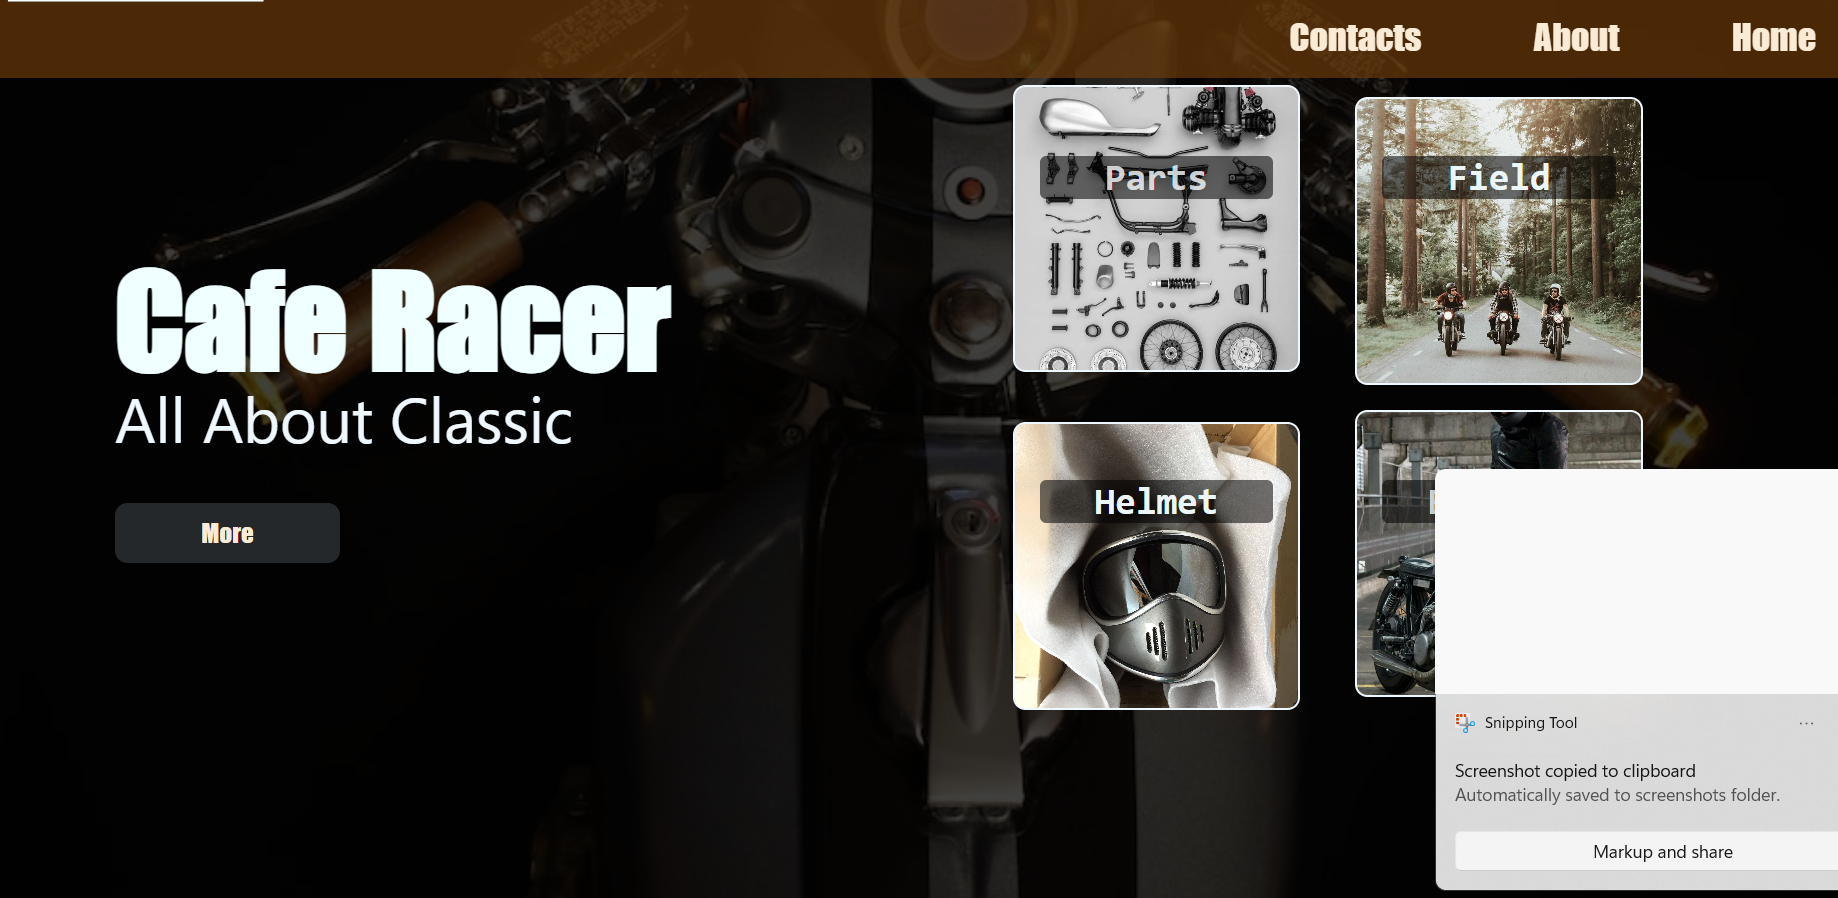 Contacts About Home
Parts
Field
Cafe Racer
All About Classic
More
Helmet
Snipping Tool
Screenshot copied to clipboard
Automatically saved to screenshots folder.
Markup and share